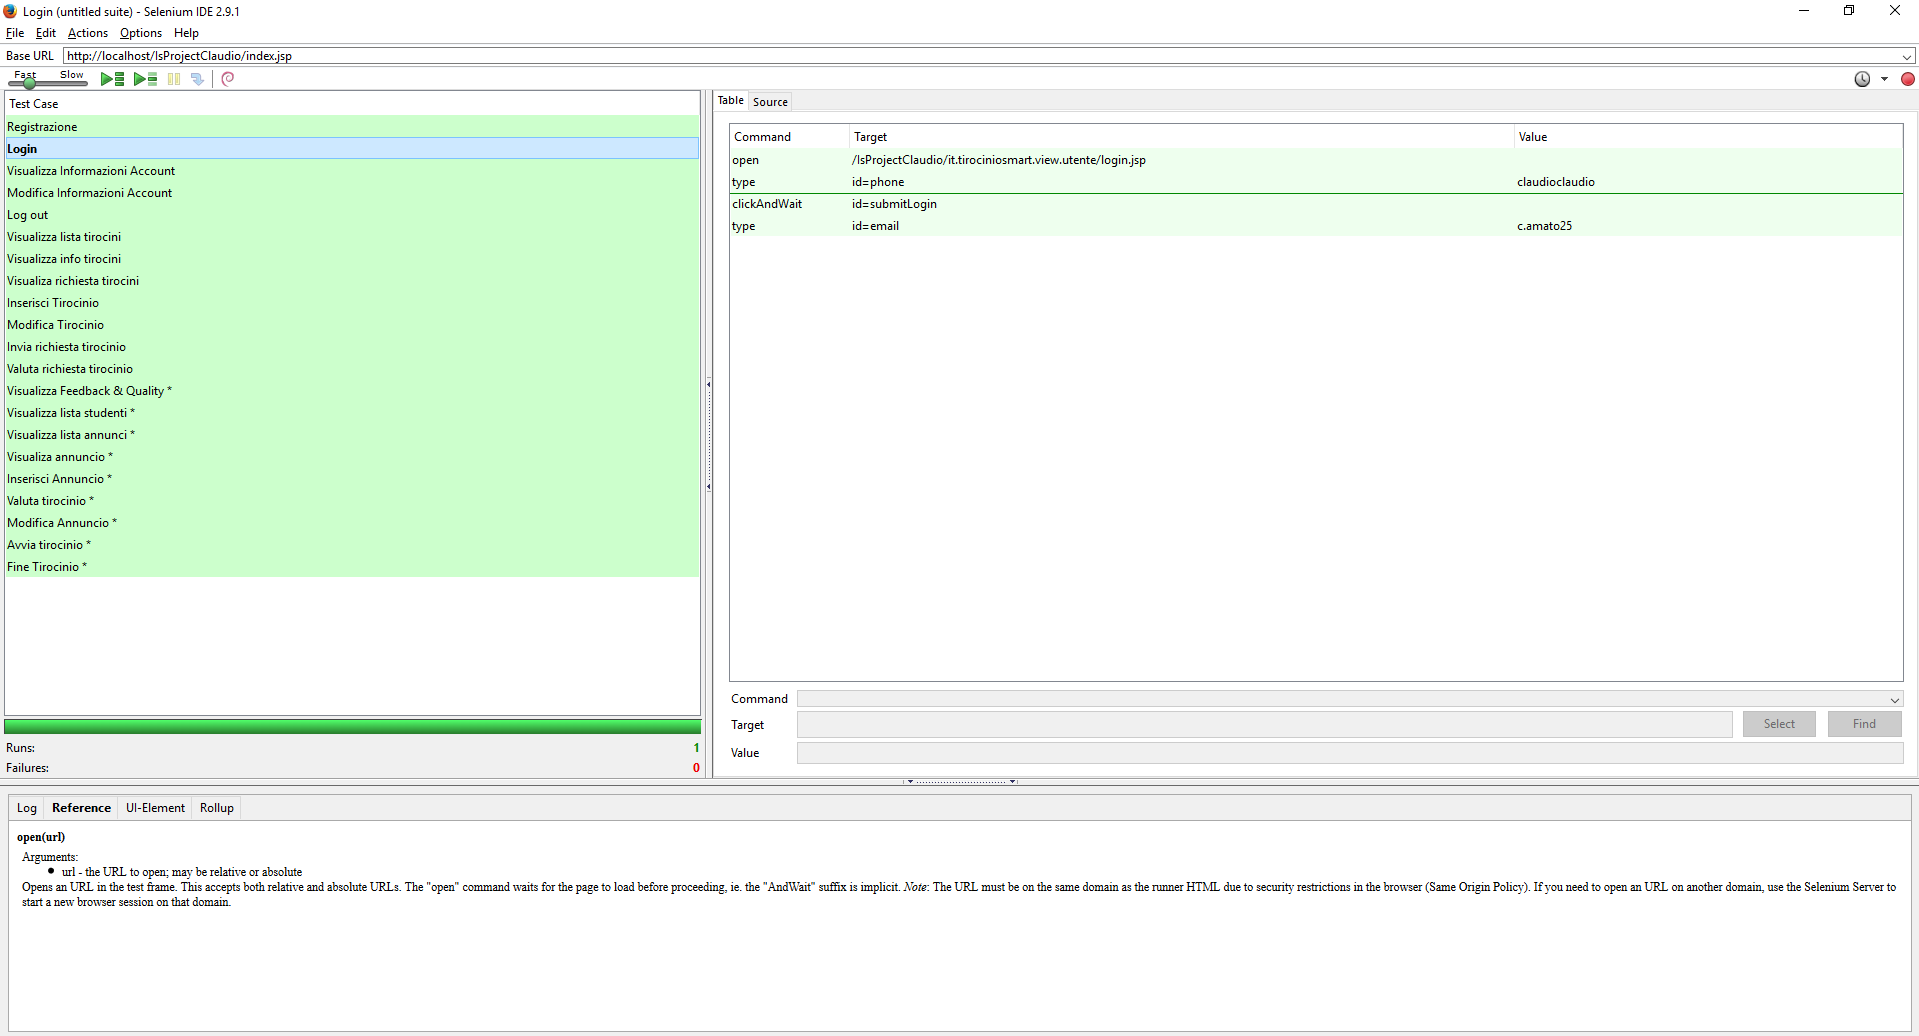 Login (untitled suite) - Selenium IDE 2.9.1
File Edit Actions Options Help
Base URL http://localhost/IsProjectClaudio/index.jsp
Fast Slow
Test Case
Registrazione
Login
Visualizza Informazioni Account
Modifica Informazioni Account
Log out
Visualizza lista tirocini
Visualizza info tirocini
Visualiza richiesta tirocini
Inserisci Tirocinio
Modifica Tirocinio
Invia richiesta tirocinio
Valuta richiesta tirocinio
Visualizza Feedback & Quality *
Visualizza lista studenti *
Visualizza lista annunci *
Visualiza annuncio *
Inserisci Annuncio *
Valuta tirocinio *
Modifica Annuncio *
Avvia tirocinio *
Fine Tirocinio *
Runs: 1
Failures: 0
Table Source
Command Target Value
open /IsProjectClaudio/it.tirociniosmart.view.utente/login.jsp
type id=phone claudioclaudio
clickAndWait id=submitLogin
type id=email c.amato25
Command
Target Select Find
Value
Log Reference UI-Element Rollup
open(url)
Arguments:
• url - the URL to open; may be relative or absolute
Opens an URL in the test frame. This accepts both relative and absolute URLs. The "open" command waits for the page to load before proceeding, ie. the "AndWait" suffix is implicit. Note: The URL must be on the same domain as the runner HTML due to security restrictions in the browser (Same Origin Policy). If you need to open an URL on another domain, use the Selenium Server to
start a new browser session on that domain.